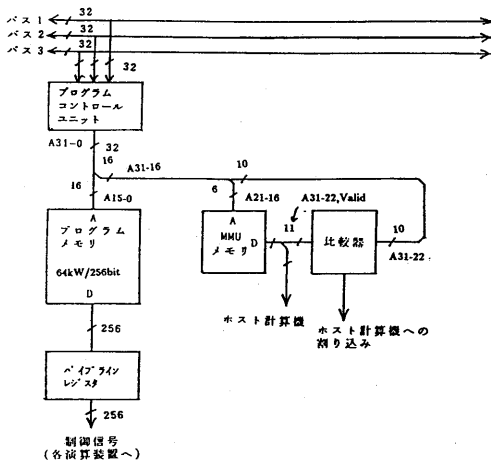 バス1
32
バス2
32
バス3
32
32
プログラム
コントロール
ユニット
A31-0
32
16
A31-16
10
16
A15-0
6
A21-16
A31-22,Valid
A
プログラム
メモリ
64kW/256bit
D
A
MMU
メモリ
D
11
比較器
10
A31-22
ホスト計算機
ホスト計算機への
割り込み
256
パイプライン
レジスタ
256
制御信号
(各演算装置へ)